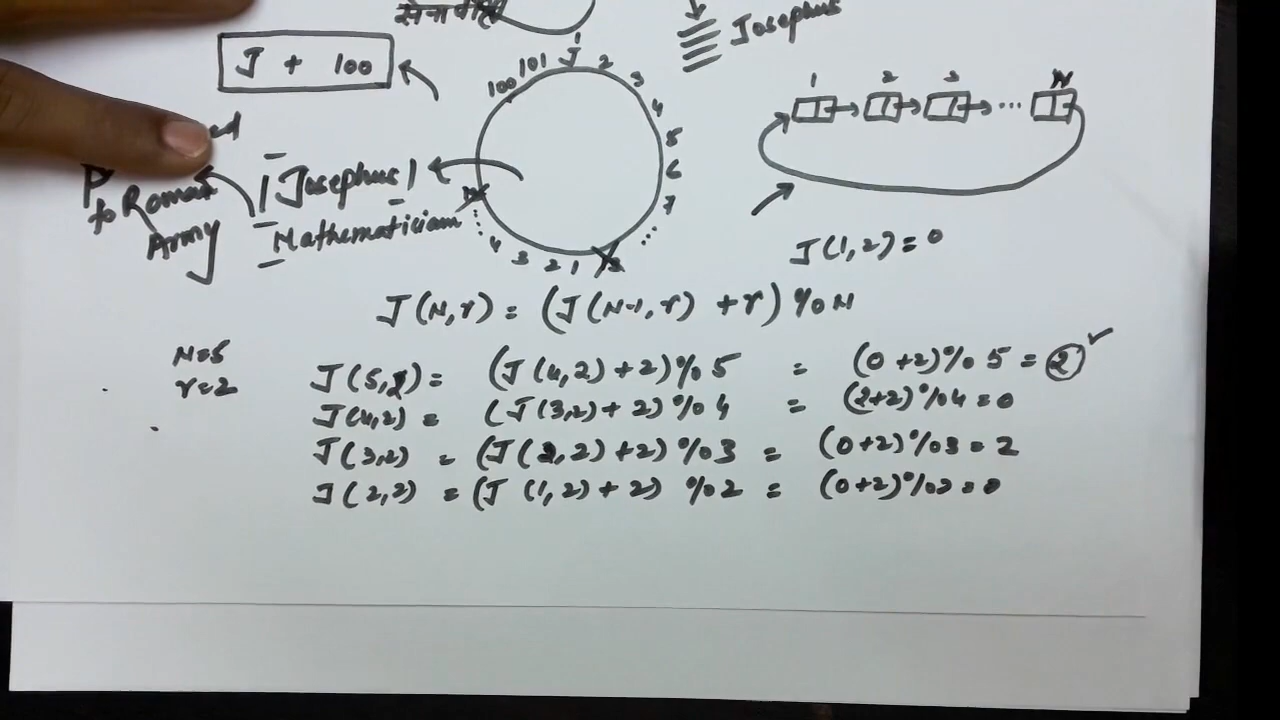 J + 100
Josephus
100 101 J 2 3 4 5 6 7 ...
1 2 3 ... N
to Roman
Army
Josephus
Mathematician
4 3 2 1
J(1,2) = 0
J(N,r) = (J(N-1,r) + r) % N
N=5
r=2
J(5,2) = (J(4,2)+2)%5 = (0+2)%5 = 2 ✓
J(4,2) = (J(3,2)+2)%4 = (2+2)%4=0
J(3,2) = (J(2,2)+2)%3 = (0+2)%3=2
J(2,2) = (J(1,2)+2) %2 = (0+2)%2=0